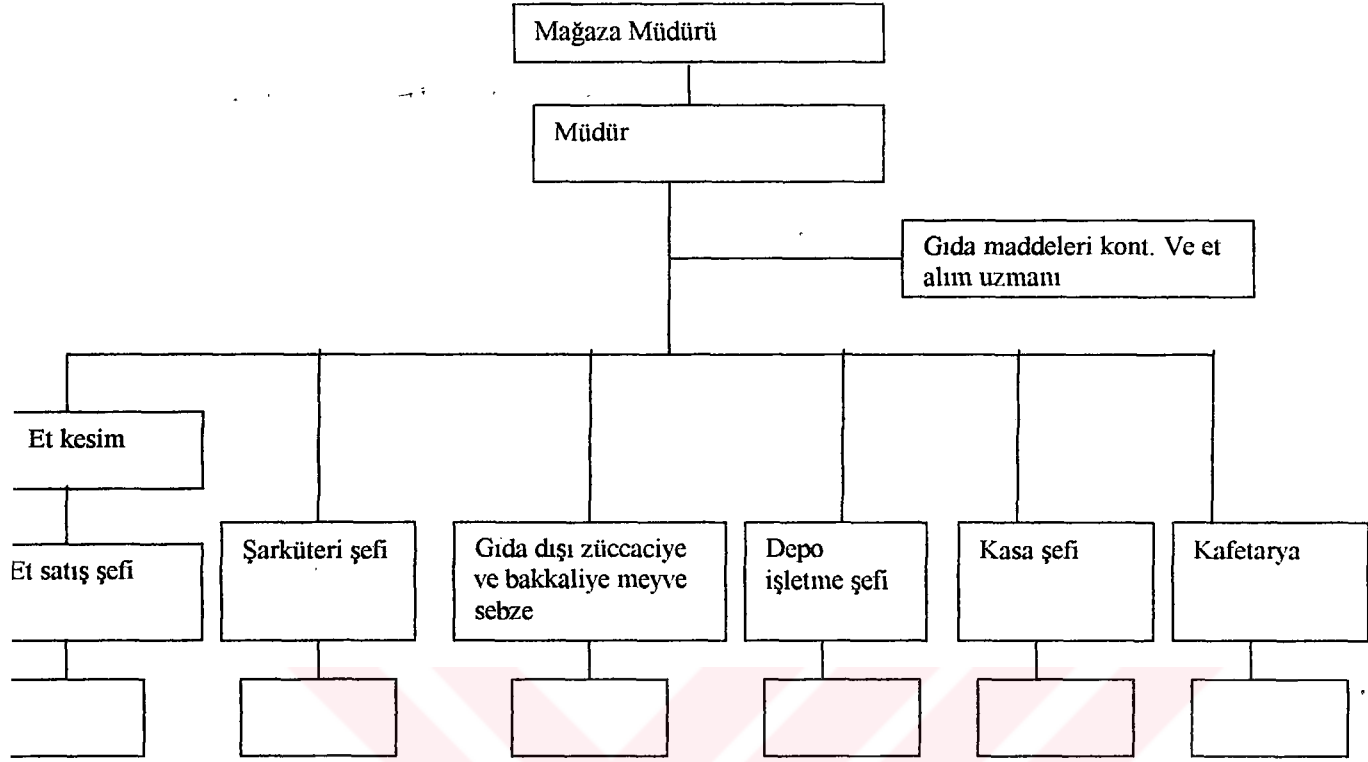 Mağaza Müdürü
Müdür
Gıda maddeleri kont. Ve et
alım uzmanı
Et kesim
Et satış şefi
Şarküteri şefi
Gıda dışı züccaciye
ve bakkaliye meyve
sebze
Depo
işletme şefi
Kasa şefi
Kafetarya